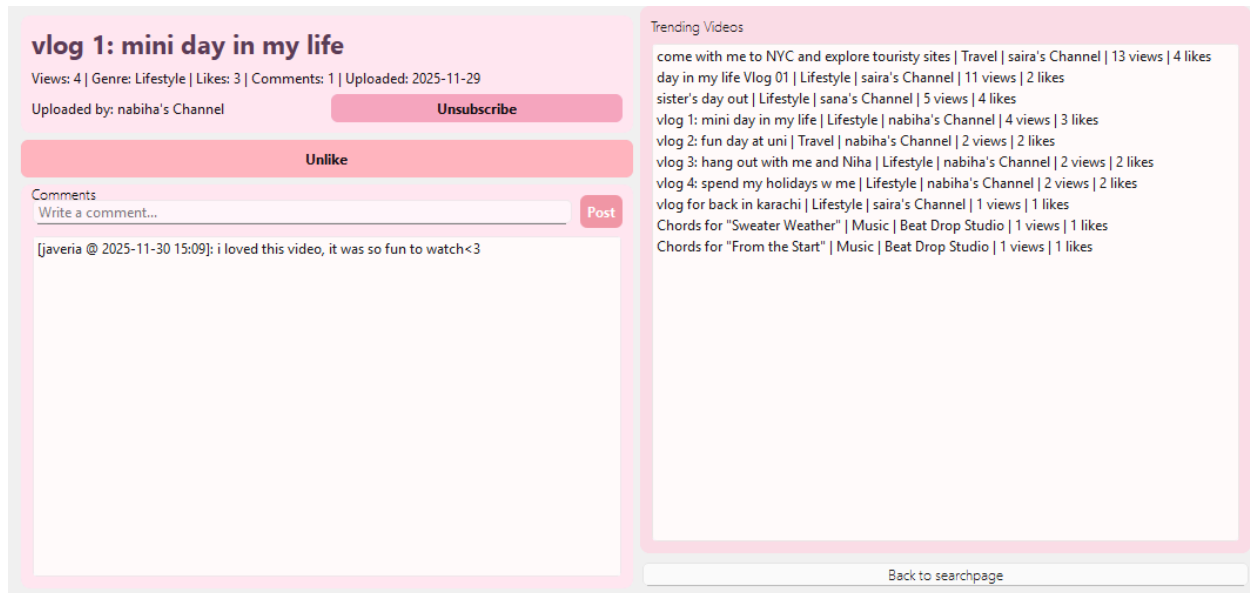 vlog 1: mini day in my life
Views: 4 | Genre: Lifestyle | Likes: 3 | Comments: 1 | Uploaded: 2025-11-29
Uploaded by: nabiha's Channel
Unsubscribe
Unlike
Comments
Write a comment...
Post
[javeria @ 2025-11-30 15:09]: i loved this video, it was so fun to watch<3
Trending Videos
come with me to NYC and explore touristy sites | Travel | saira's Channel | 13 views | 4 likes
day in my life Vlog 01 | Lifestyle | saira's Channel | 11 views | 2 likes
sister's day out | Lifestyle | sana's Channel | 5 views | 4 likes
vlog 1: mini day in my life | Lifestyle | nabiha's Channel | 4 views | 3 likes
vlog 2: fun day at uni | Travel | nabiha's Channel | 2 views | 2 likes
vlog 3: hang out with me and Niha | Lifestyle | nabiha's Channel | 2 views | 2 likes
vlog 4: spend my holidays w me | Lifestyle | nabiha's Channel | 2 views | 2 likes
vlog for back in karachi | Lifestyle | saira's Channel | 1 views | 1 likes
Chords for "Sweater Weather" | Music | Beat Drop Studio | 1 views | 1 likes
Chords for "From the Start" | Music | Beat Drop Studio | 1 views | 1 likes
Back to searchpage